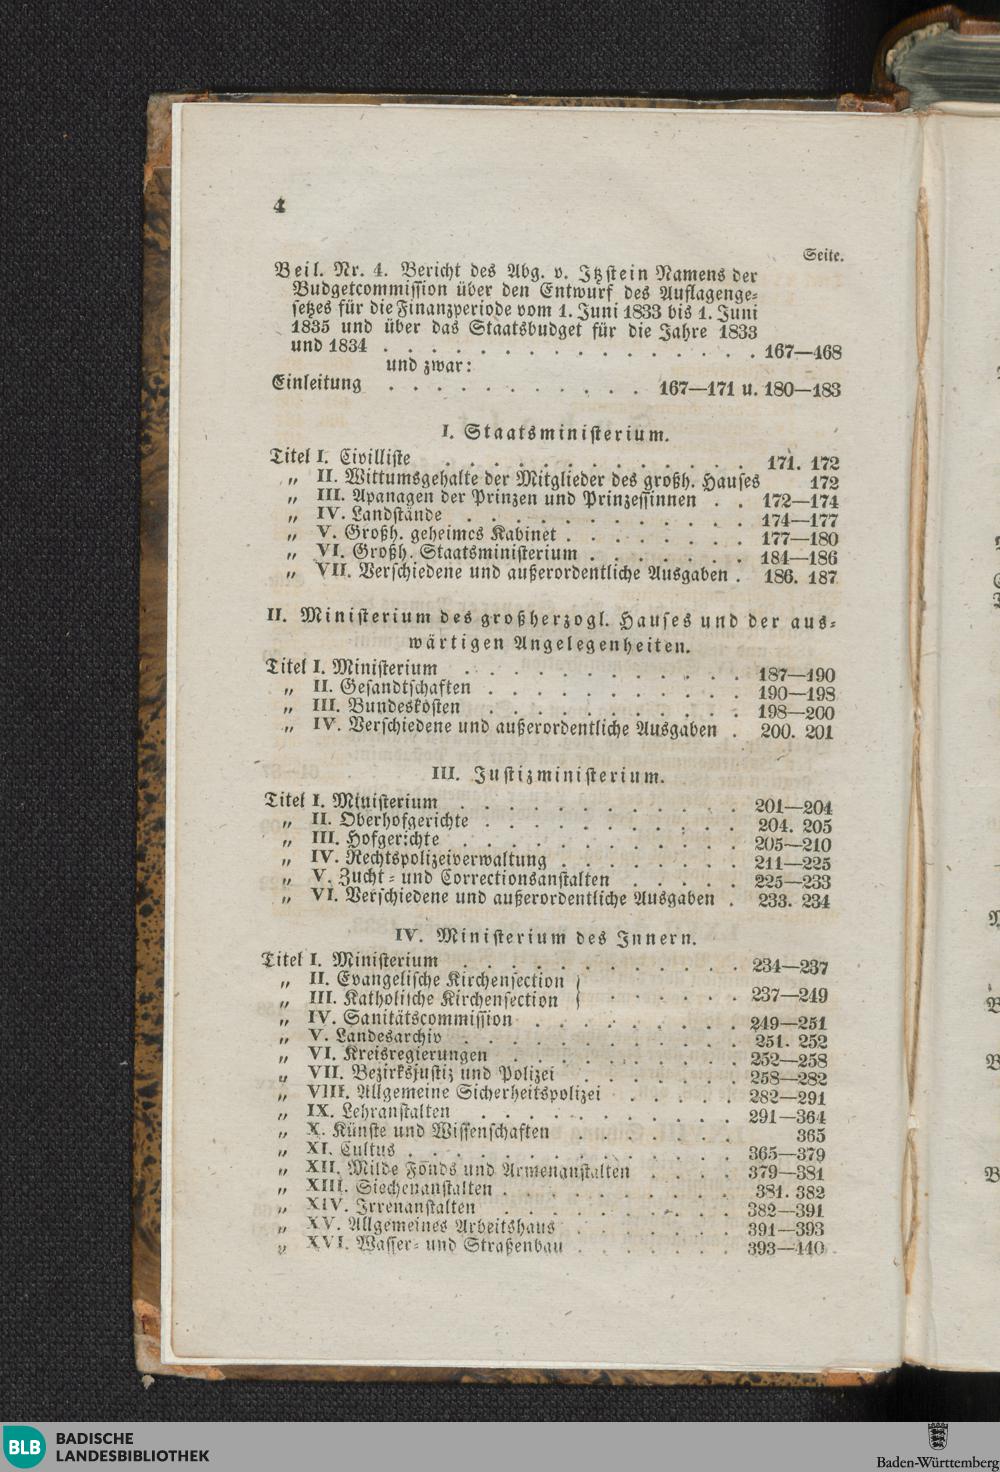 4
Seite.
Beil. Nr. 4. Bericht des Abg. v. Itzstein Namens der
Budgetcommission über den Entwurf des Auflagenge-
setzes für die Finanzperiode vom 1. Juni 1833 bis 1. Juni
1835 und über das Staatsbudget für die Jahre 1833
und 1834 . . . . . . . . . . . . . . . . 167—468
und zwar:
Einleitung . . . . . . . . . . . 167—171 u. 180—183
I. Staatsministerium.
Titel I. Civilliste . . . . . . . . . . . . . 171. 172
„ II. Wittumsgehalte der Mitglieder des großh. Hauses 172
„ III. Apanagen der Prinzen und Prinzessinnen . . 172—174
„ IV. Landstände . . . . . . . . . . . . 174—177
„ V. Großh. geheimes Kabinet . . . . . . . . 177—180
„ VI. Großh. Staatsministerium . . . . . . . 184—186
„ VII. Verschiedene und außerordentliche Ausgaben . 186. 187
II. Ministerium des großherzogl. Hauses und der aus-
wärtigen Angelegenheiten.
Titel I. Ministerium . . . . . . . . . . . . 187—190
„ II. Gesandtschaften . . . . . . . . . . . 190—198
„ III. Bundeskosten . . . . . . . . . . . 198—200
„ IV. Verschiedene und außerordentliche Ausgaben . 200. 201
III. Justizministerium.
Titel I. Ministerium . . . . . . . . . . . . 201—204
„ II. Oberhofgerichte . . . . . . . . . . . 204. 205
„ III. Hofgerichte . . . . . . . . . . . . 205—210
„ IV. Rechtspolizeiverwaltung . . . . . . . . 211—225
„ V. Zucht- und Correctionsanstalten . . . . . 225—233
„ VI. Verschiedene und außerordentliche Ausgaben . 233. 234
IV. Ministerium des Innern.
Titel I. Ministerium . . . . . . . . . . . . 234—237
„ II. Evangelische Kirchensection }
„ III. Katholische Kirchensection } . . . . . . 237—249
„ IV. Sanitätscommission . . . . . . . . . 249—251
„ V. Landesarchiv . . . . . . . . . . . . 251. 252
„ VI. Kreisregierungen . . . . . . . . . . 252—258
„ VII. Bezirksjustiz und Polizei . . . . . . . 258—282
„ VIII. Allgemeine Sicherheitspolizei . . . . . 282—291
„ IX. Lehranstalten . . . . . . . . . . . 291—364
„ X. Künste und Wissenschaften . . . . . . . 365
„ XI. Cultus . . . . . . . . . . . . . . 365—379
„ XII. Milde Fonds und Armenanstalten . . . . 379—381
„ XIII. Siechenanstalten . . . . . . . . . . 381. 382
„ XIV. Irrenanstalten . . . . . . . . . . 382—391
„ XV. Allgemeines Arbeitshaus . . . . . . . 391—393
„ XVI. Wasser- und Straßenbau . . . . . . . 393—440
BLB
BADISCHE
LANDESBIBLIOTHEK
Baden-Württemberg